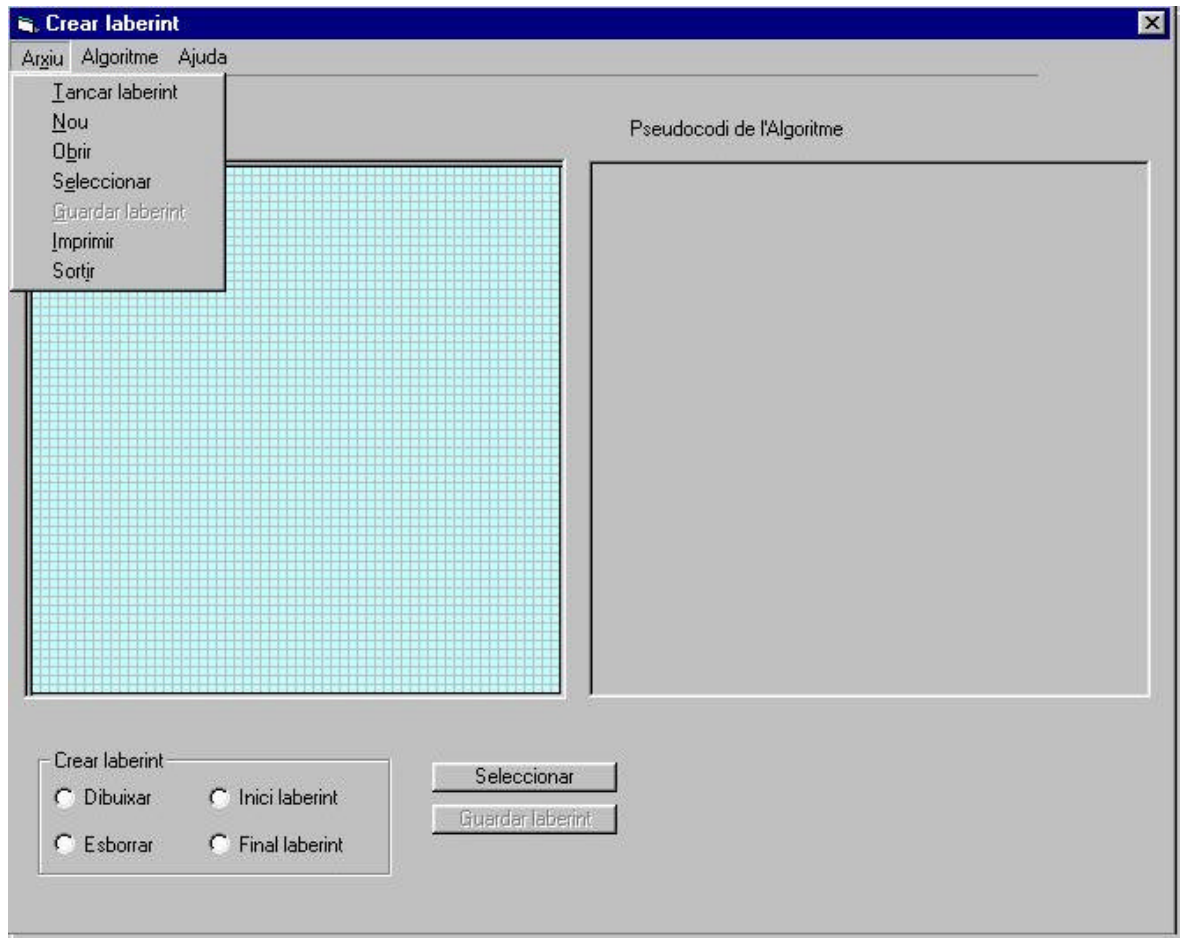 Crear laberint
Arxiu Algoritme Ajuda
Tancar laberint
Nou
Obrir
Seleccionar
Guardar laberint
Imprimir
Sortir
Pseudocodi de l'Algoritme
Crear laberint
Dibuixar Inici laberint
Esborrar Final laberint
Seleccionar
Guardar laberint